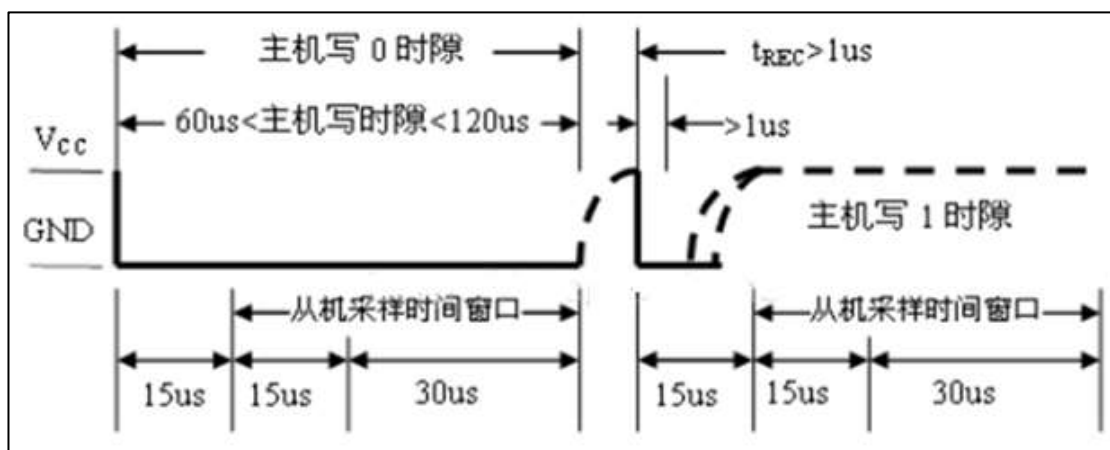 主机写 0 时隙
tREC>1us
60us<主机写时隙<120us
>1us
VCC
GND
主机写 1 时隙
从机采样时间窗口
从机采样时间窗口
15us
15us
30us
15us
15us
30us